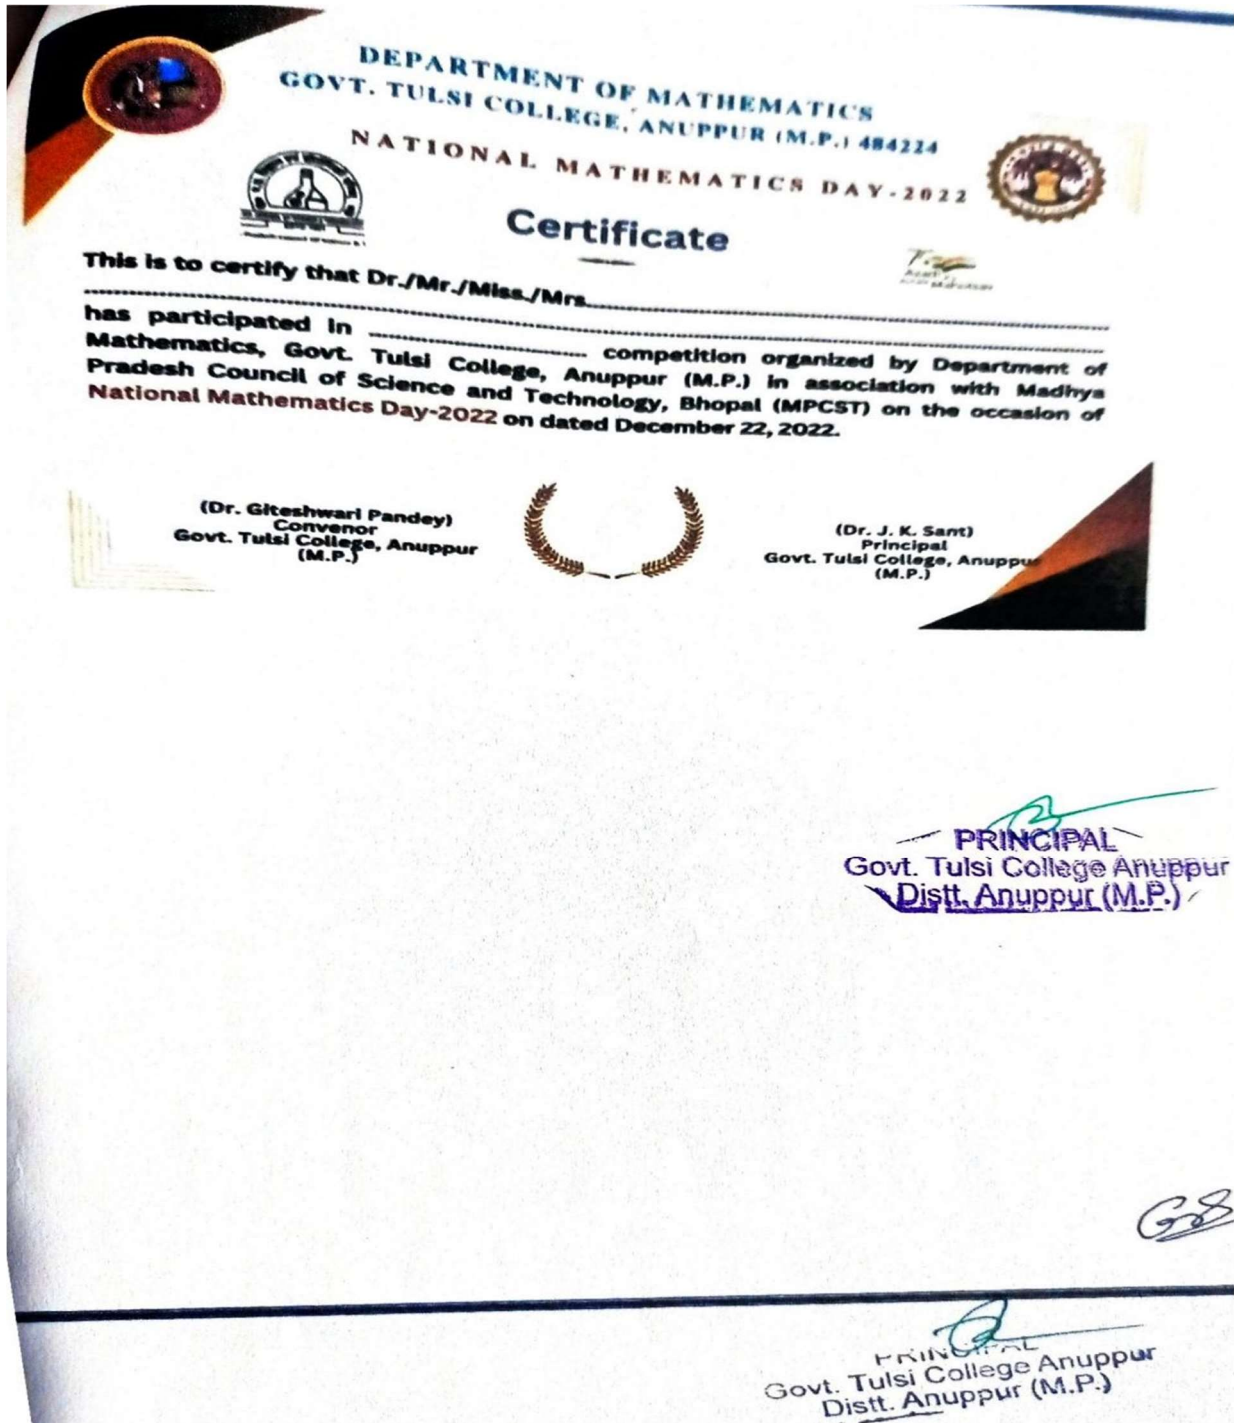 DEPARTMENT OF MATHEMATICS
GOVT. TULSI COLLEGE, ANUPPUR (M.P.) 484224
NATIONAL MATHEMATICS DAY-2022
Certificate
This is to certify that Dr./Mr./Miss./Mrs.................
................
has participated in ................ competition organized by Department of
Mathematics, Govt. Tulsi College, Anuppur (M.P.) in association with Madhya
Pradesh Council of Science and Technology, Bhopal (MPCST) on the occasion of
National Mathematics Day-2022 on dated December 22, 2022.
(Dr. Giteshwari Pandey)
Convenor
Govt. Tulsi College, Anuppur
(M.P.)
(Dr. J. K. Sant)
Principal
Govt. Tulsi College, Anuppur
(M.P.)
PRINCIPAL
Govt. Tulsi College Anuppur
Distt. Anuppur (M.P.)
PRINCIPAL
Govt. Tulsi College Anuppur
Distt. Anuppur (M.P.)